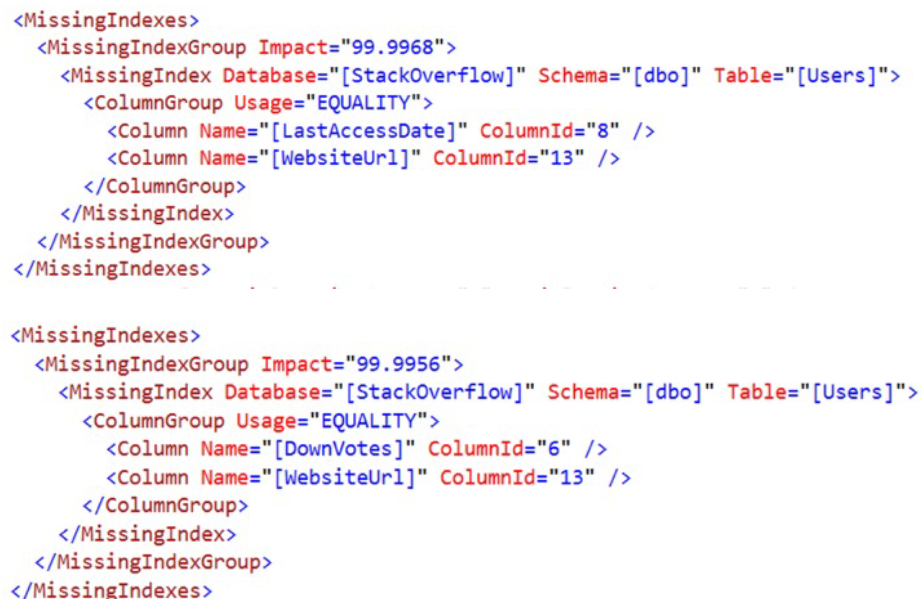 <MissingIndexes>
<MissingIndexGroup Impact="99.9968">
<MissingIndex Database="[StackOverflow]" Schema="[dbo]" Table="[Users]">
<ColumnGroup Usage="EQUALITY">
<Column Name="[LastAccessDate]" ColumnId="8" />
<Column Name="[WebsiteUrl]" ColumnId="13" />
</ColumnGroup>
</MissingIndex>
</MissingIndexGroup>
</MissingIndexes>
<MissingIndexes>
<MissingIndexGroup Impact="99.9956">
<MissingIndex Database="[StackOverflow]" Schema="[dbo]" Table="[Users]">
<ColumnGroup Usage="EQUALITY">
<Column Name="[DownVotes]" ColumnId="6" />
<Column Name="[WebsiteUrl]" ColumnId="13" />
</ColumnGroup>
</MissingIndex>
</MissingIndexGroup>
</MissingIndexes>